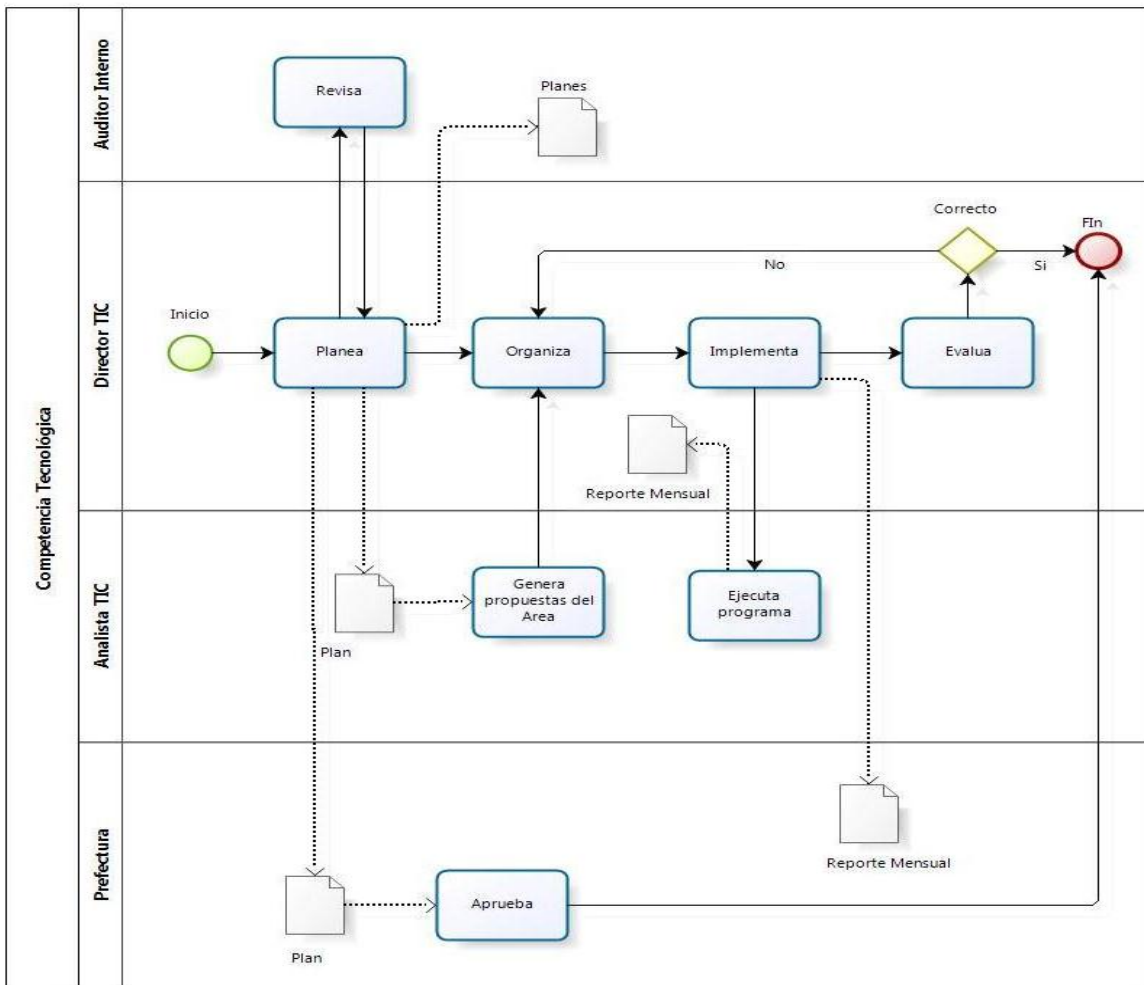 Competencia Tecnológica
Auditor Interno
Revisa
Planes
Director TIC
Inicio
Planea
Organiza
Implementa
Evalua
Correcto
No
Si
FIn
Reporte Mensual
Analista TIC
Plan
Genera
propuestas del
Area
Ejecuta
programa
Prefectura
Plan
Aprueba
Reporte Mensual